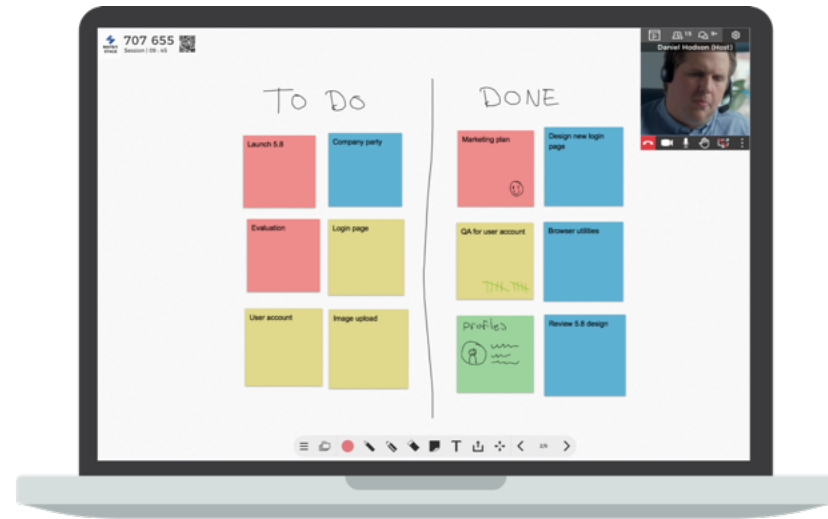 707 655
Session | 09 : 45
15
9+
Daniel Hodson (Host)
TO DO
DONE
Launch 5.8
Company party
Marketing plan
Design new login
page
Evaluation
Login page
QA for user account
Browser utilities
User account
Image upload
profiles
Review 5.8 design
T